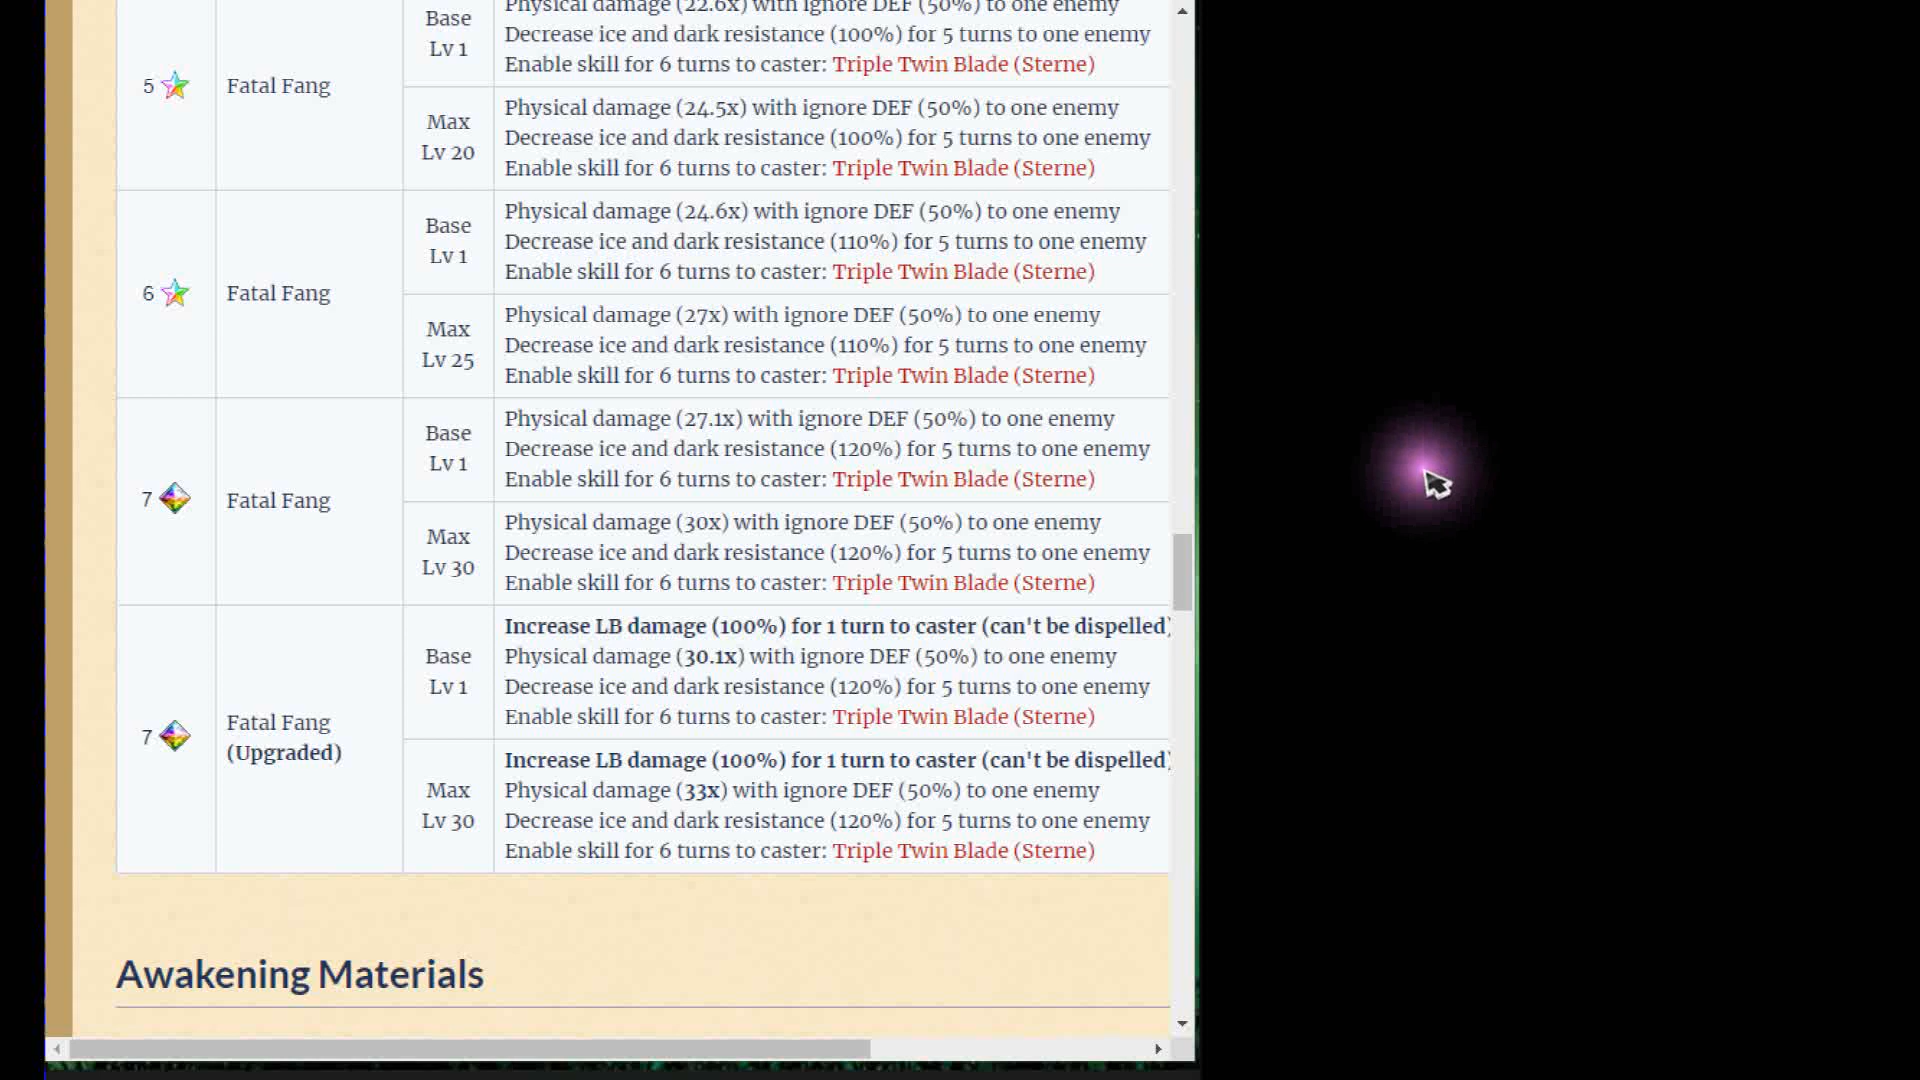 Physical damage (22.6x) with ignore DEF (50%) to one enemy
Base
Lv 1
Decrease ice and dark resistance (100%) for 5 turns to one enemy
Enable skill for 6 turns to caster: Triple Twin Blade (Sterne)
5
Fatal Fang
Physical damage (24.5x) with ignore DEF (50%) to one enemy
Max
Lv 20
Decrease ice and dark resistance (100%) for 5 turns to one enemy
Enable skill for 6 turns to caster: Triple Twin Blade (Sterne)
Physical damage (24.6x) with ignore DEF (50%) to one enemy
Base
Lv 1
Decrease ice and dark resistance (110%) for 5 turns to one enemy
Enable skill for 6 turns to caster: Triple Twin Blade (Sterne)
6
Fatal Fang
Physical damage (27x) with ignore DEF (50%) to one enemy
Max
Lv 25
Decrease ice and dark resistance (110%) for 5 turns to one enemy
Enable skill for 6 turns to caster: Triple Twin Blade (Sterne)
Physical damage (27.1x) with ignore DEF (50%) to one enemy
Base
Lv 1
Decrease ice and dark resistance (120%) for 5 turns to one enemy
Enable skill for 6 turns to caster: Triple Twin Blade (Sterne)
7
Fatal Fang
Physical damage (30x) with ignore DEF (50%) to one enemy
Max
Lv 30
Decrease ice and dark resistance (120%) for 5 turns to one enemy
Enable skill for 6 turns to caster: Triple Twin Blade (Sterne)
Increase LB damage (100%) for 1 turn to caster (can't be dispelled)
Base
Lv 1
Physical damage (30.1x) with ignore DEF (50%) to one enemy
Decrease ice and dark resistance (120%) for 5 turns to one enemy
Enable skill for 6 turns to caster: Triple Twin Blade (Sterne)
7
Fatal Fang
(Upgraded)
Increase LB damage (100%) for 1 turn to caster (can't be dispelled)
Max
Lv 30
Physical damage (33x) with ignore DEF (50%) to one enemy
Decrease ice and dark resistance (120%) for 5 turns to one enemy
Enable skill for 6 turns to caster: Triple Twin Blade (Sterne)
Awakening Materials